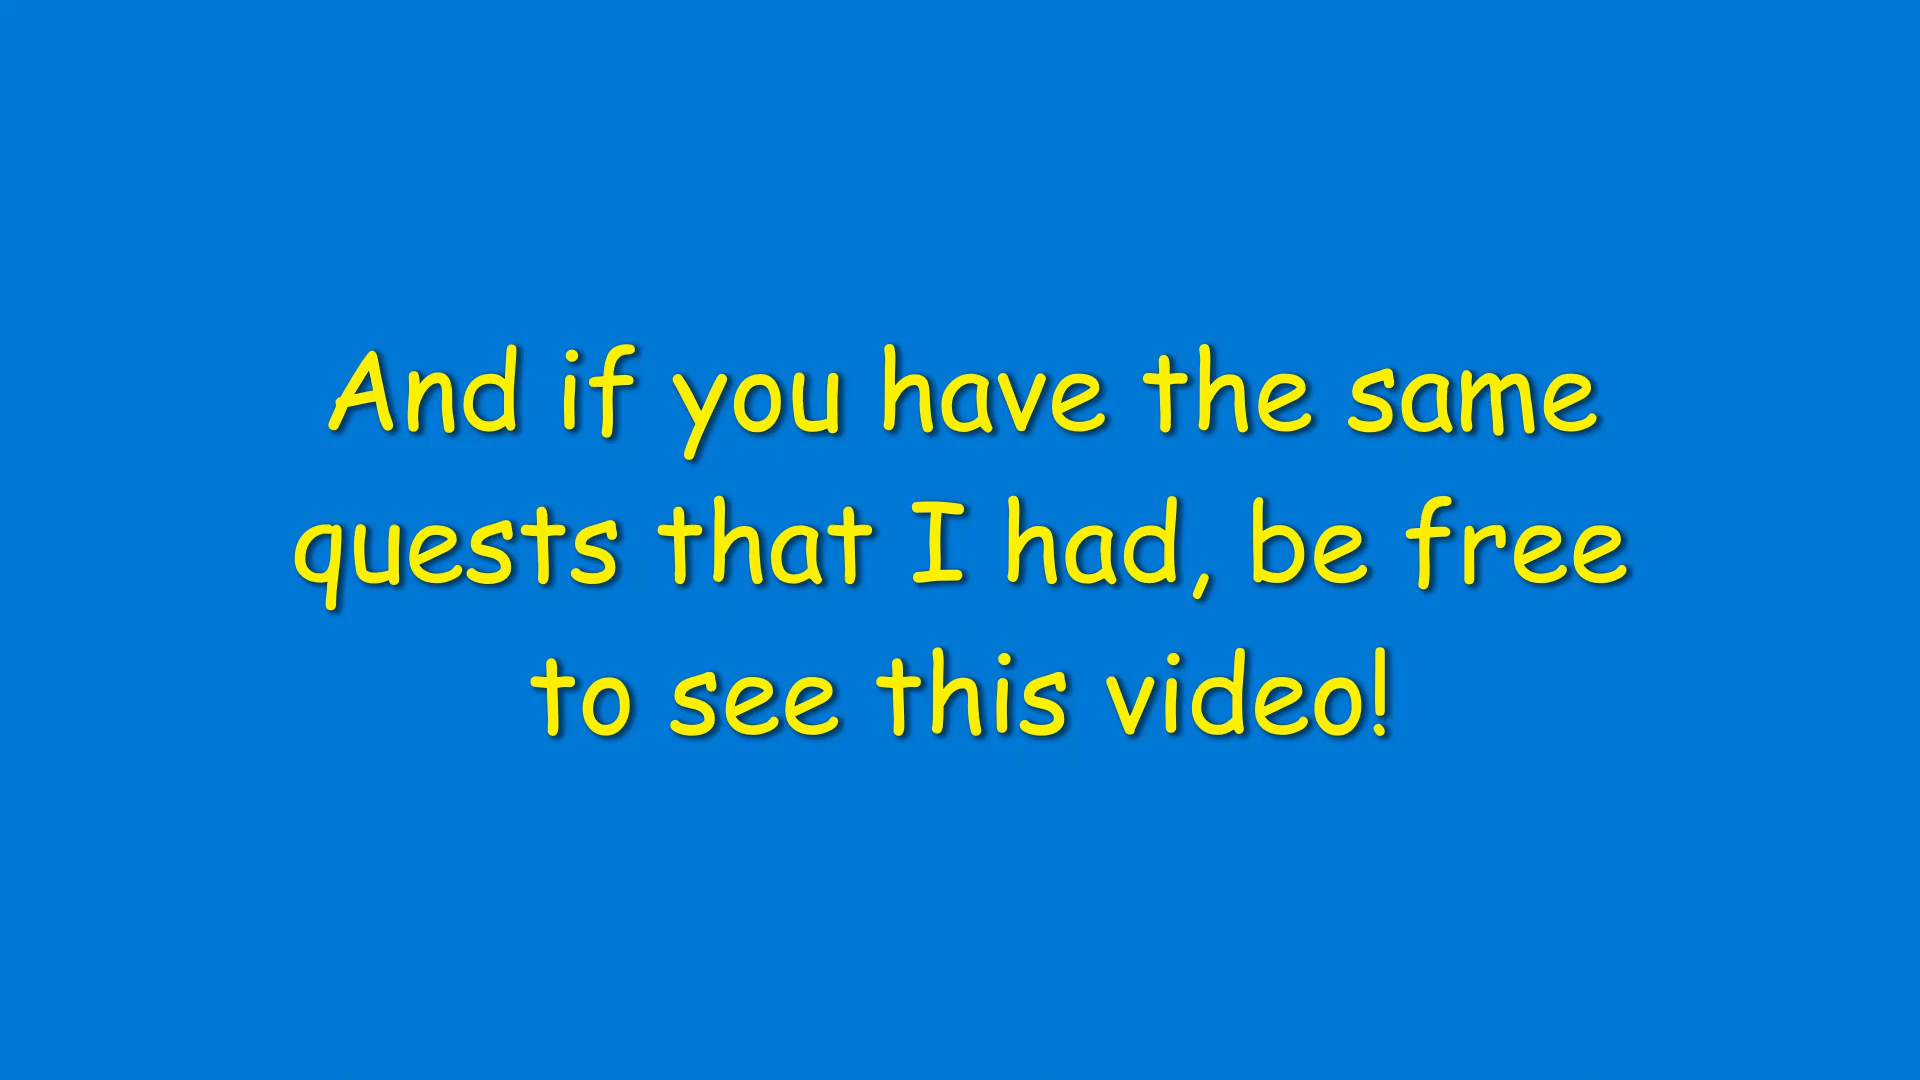 And if you have the same
quests that I had, be free
to see this video!